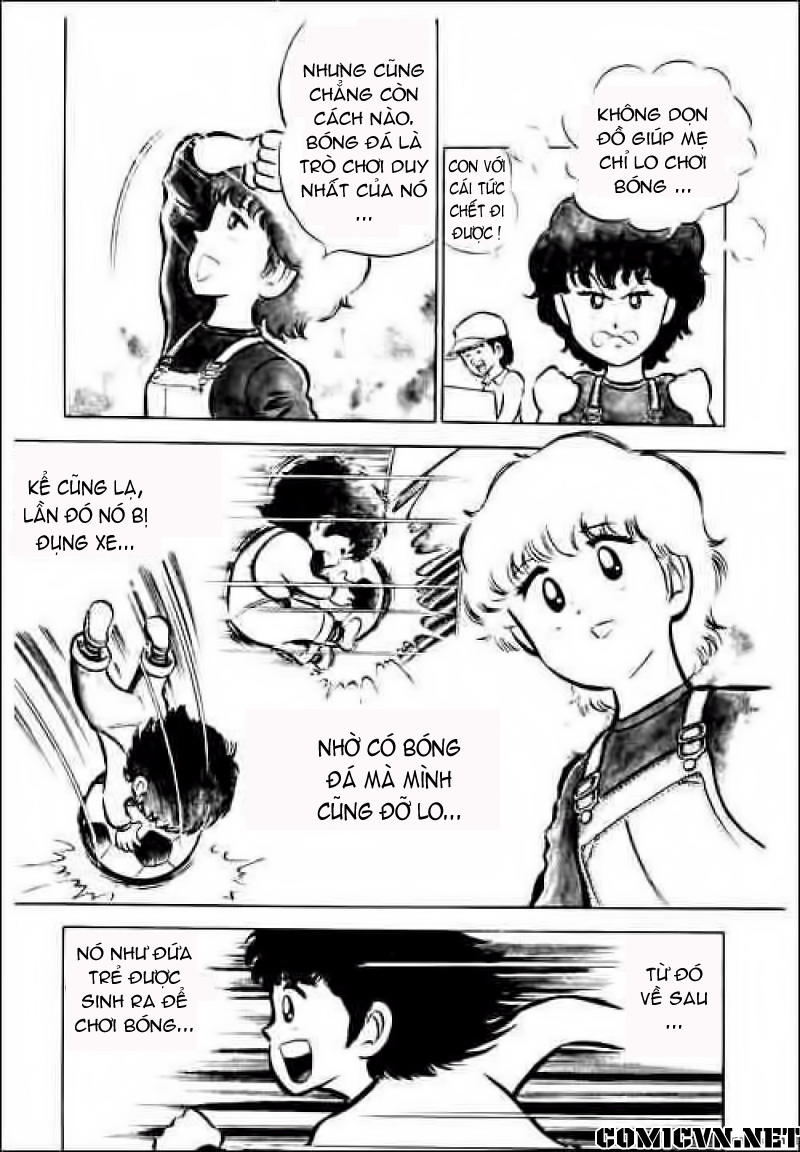 KHÔNG DỌN
ĐỒ GIÚP MẸ
CHỈ LO CHƠI
BÓNG ...
CON VỚI
CÁI TỨC
CHẾT ĐI
ĐƯỢC !
NHƯNG CŨNG
CHẲNG CÒN
CÁCH NÀO,
BÓNG ĐÁ LÀ
TRÒ CHƠI DUY
NHẤT CỦA NÓ
...
KỂ CŨNG LẠ,
LẦN ĐÓ NÓ BỊ
ĐỤNG XE...
NHỜ CÓ BÓNG
ĐÁ MÀ MÌNH
CŨNG ĐỠ LO...
TỪ ĐÓ
VỀ SAU
...
NÓ NHƯ ĐỨA
TRẺ ĐƯỢC
SINH RA ĐỂ
CHƠI BÓNG...
COMICVN.NET